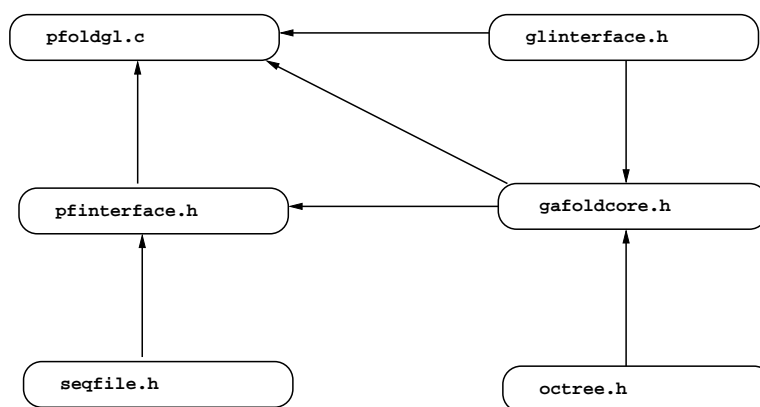 pfoldgl.c
glinterface.h
pfinterface.h
gafoldcore.h
seqfile.h
octree.h